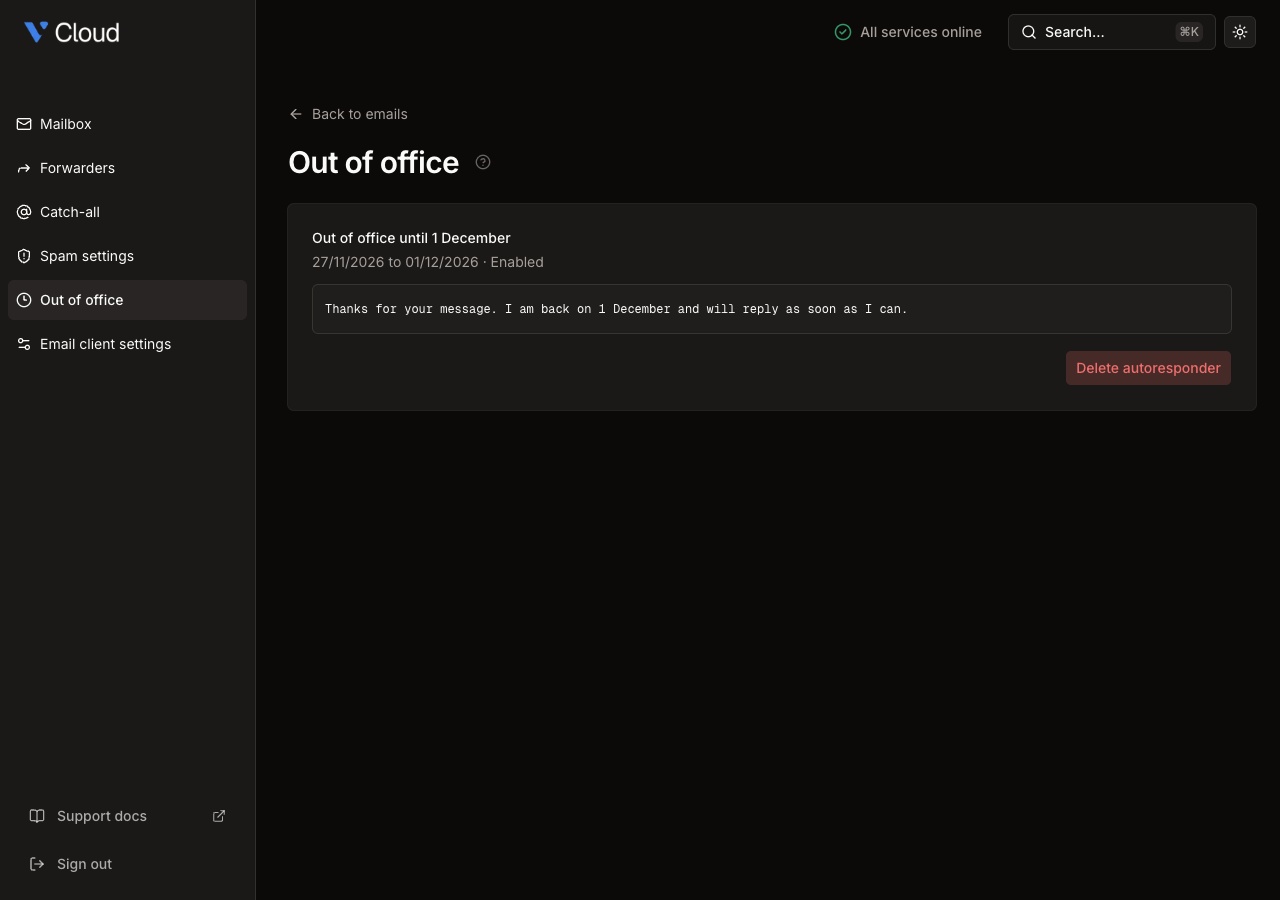 Cloud
All services online
Search...
⌘K
Mailbox
Forwarders
Catch-all
Spam settings
Out of office
Email client settings
Support docs
Sign out
Back to emails
Out of office
Out of office until 1 December
27/11/2026 to 01/12/2026 · Enabled
Thanks for your message. I am back on 1 December and will reply as soon as I can.
Delete autoresponder